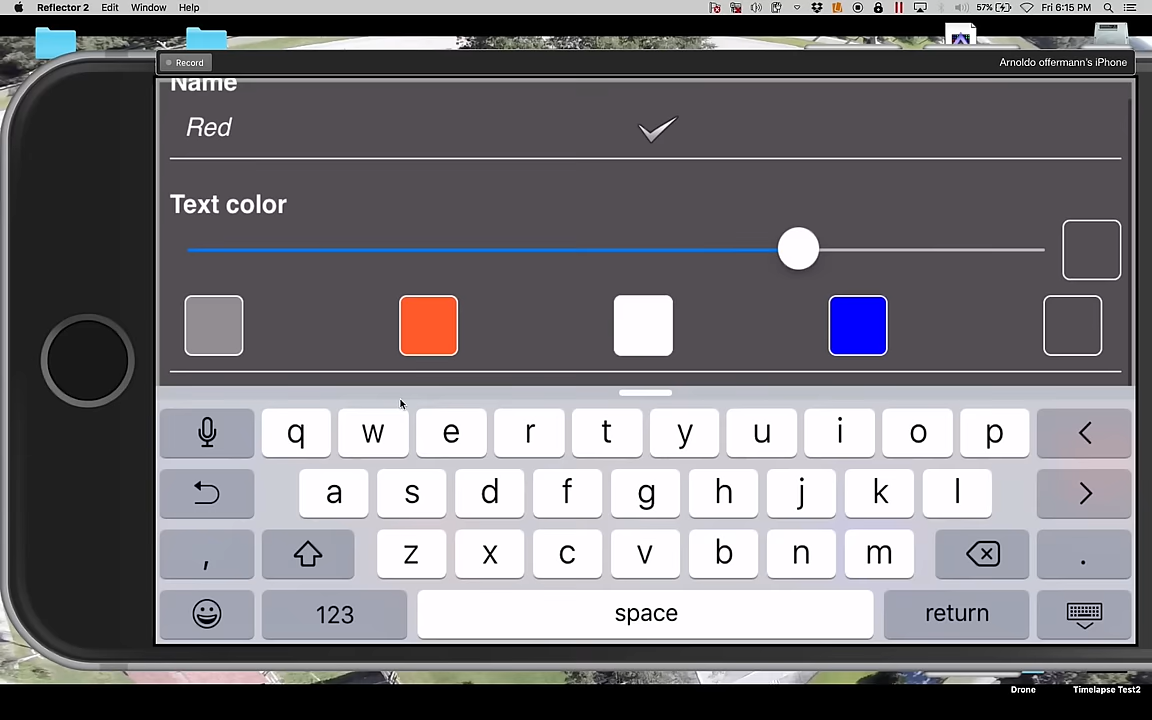 Reflector 2 Edit Window Help 57% Fri 6:15 PM
Record Arnoldo offermann's iPhone
Name
Red
Text color
q w e r t y u i o p
a s d f g h j k l
, z x c v b n m .
123 space return
Drone Timelapse Test2